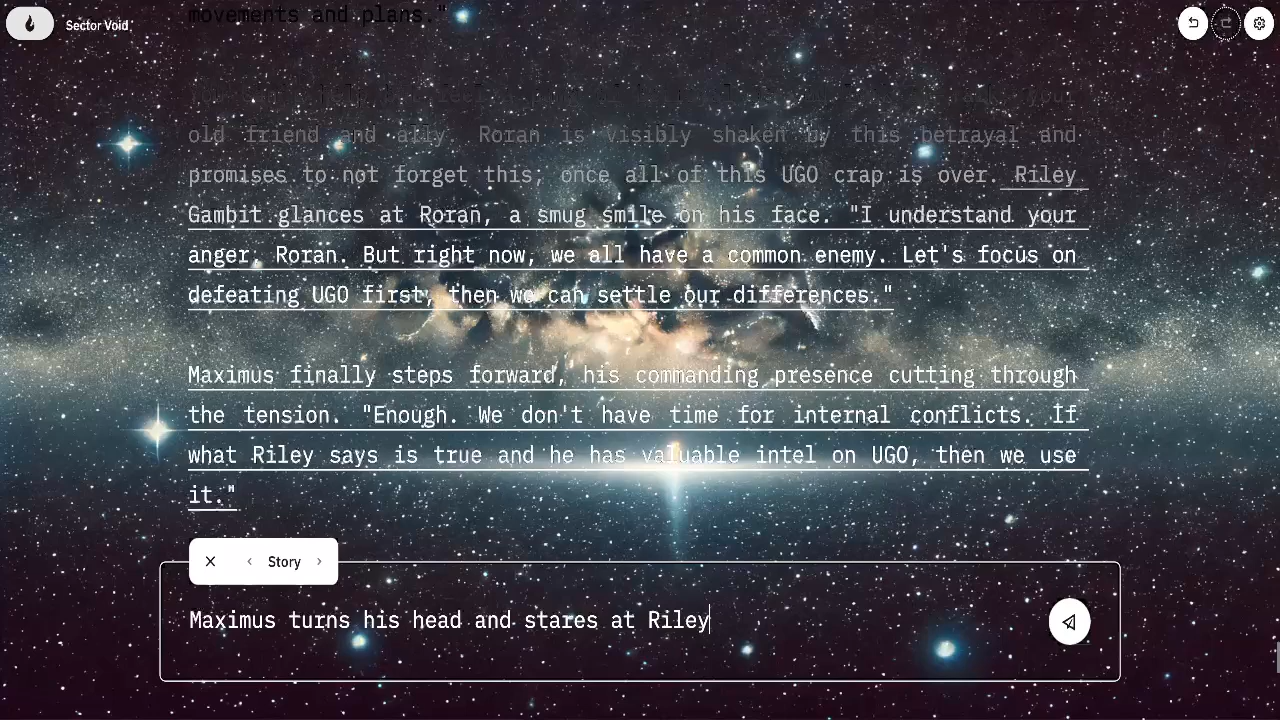 movements and plans."
Sector Void
old friend and ally. Roran is visibly shaken by this betrayal and
promises to not forget this, once all of this UGO crap is over. Riley
Gambit glances at Roran, a smug smile on his face. "I understand your
anger, Roran. But right now, we all have a common enemy. Let's focus on
defeating UGO first, then we can settle our differences."
Maximus finally steps forward, his commanding presence cutting through
the tension. "Enough. We don't have time for internal conflicts. If
what Riley says is true and he has valuable intel on UGO, then we use
it."
Story
Maximus turns his head and stares at Riley